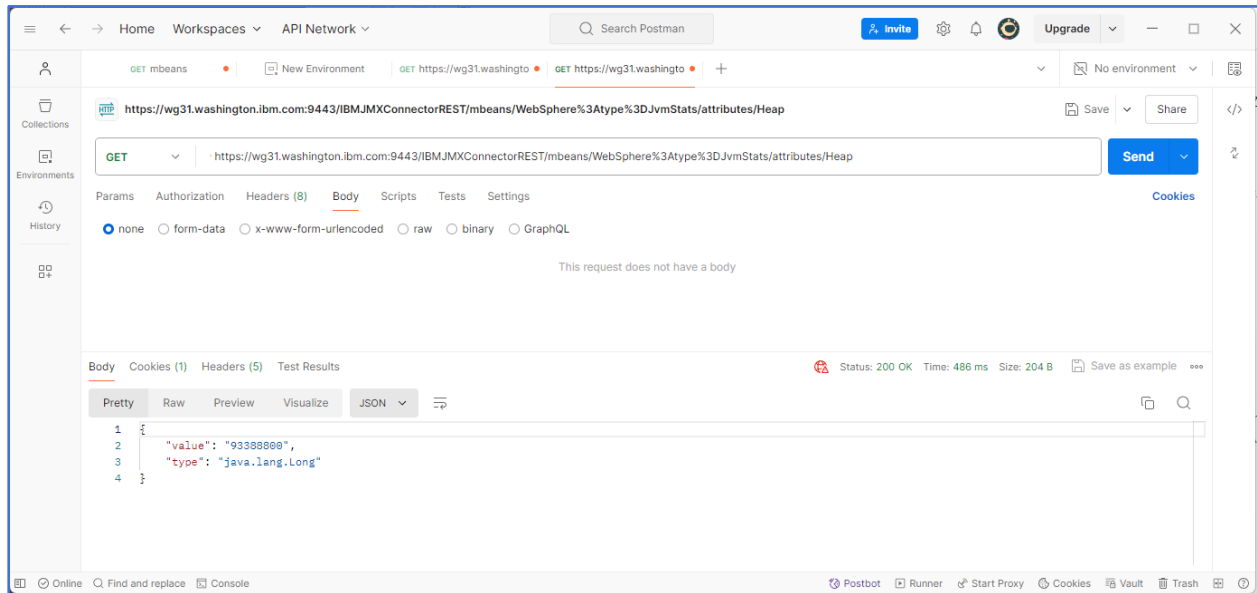 Home Workspaces API Network Search Postman Invite Upgrade
GET mbeans New Environment GET https://wg31.washingto GET https://wg31.washingto No environment
Collections
Environments
History
HTTP https://wg31.washington.ibm.com:9443/IBMJMXConnectorREST/mbeans/WebSphere%3Atype%3DJvmStats/attributes/Heap Save Share
GET https://wg31.washington.ibm.com:9443/IBMJMXConnectorREST/mbeans/WebSphere%3Atype%3DJvmStats/attributes/Heap Send
Params Authorization Headers (8) Body Scripts Tests Settings Cookies
none form-data x-www-form-urlencoded raw binary GraphQL
This request does not have a body
Body Cookies (1) Headers (5) Test Results Status: 200 OK Time: 486 ms Size: 204 B Save as example
Pretty Raw Preview Visualize JSON
1 {
2 "value": "93388800",
3 "type": "java.lang.Long"
4 }
Online Find and replace Console Postbot Runner Start Proxy Cookies Vault Trash